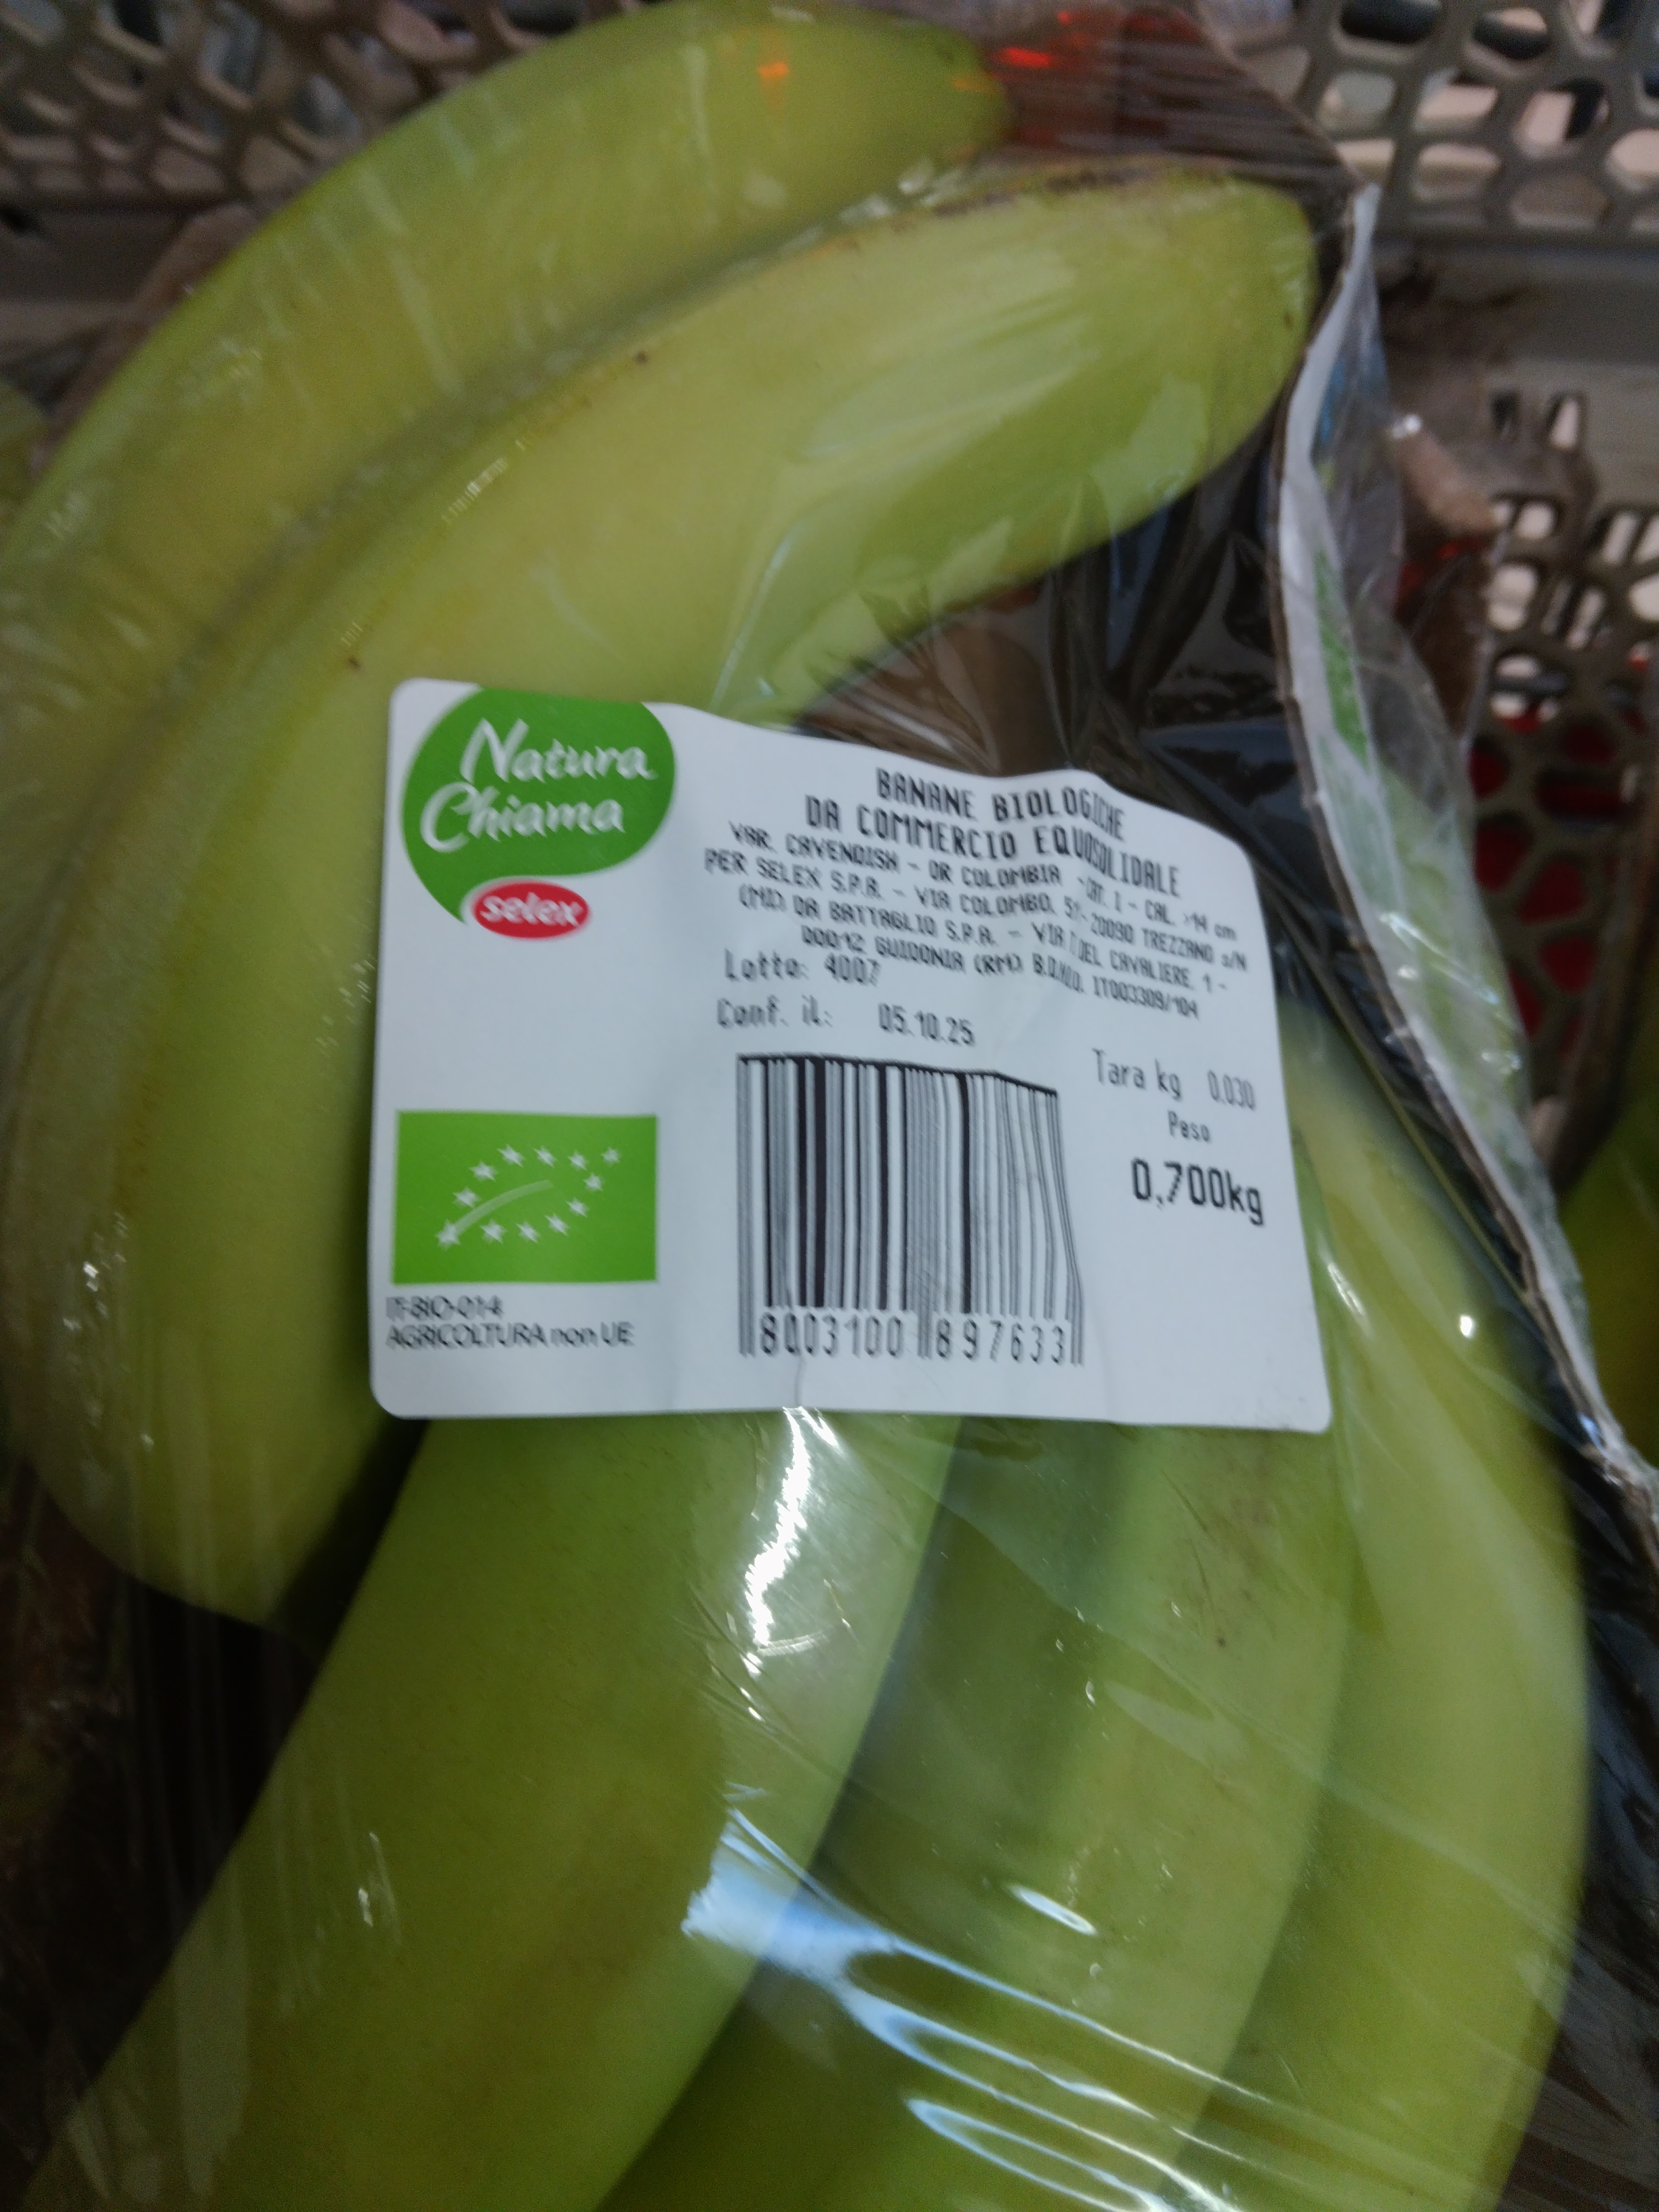 Natura
Chiama
selex
BANANE BIOLOGICHE
DA COMMERCIO EQUOSOLIDALE
VAR. CAVENDISH - OR COLOMBIA - CAT. I - CAL. >14 cm
PER SELEX S.P.A. - VIA COLOMBO, 51-20090 TREZZANO s/N
(MI) DA BATTAGLIO S.P.A. - VIA DEL CAVALIERE, 1 -
00012 GUIDONIA (RM) B.D.N.O. IT003309/104
Lotto: 4007
Conf. il: 05.10.25
Tara kg 0.030
Peso
0,700kg
IT-BIO-014
AGRICOLTURA non UE
8003100 897633